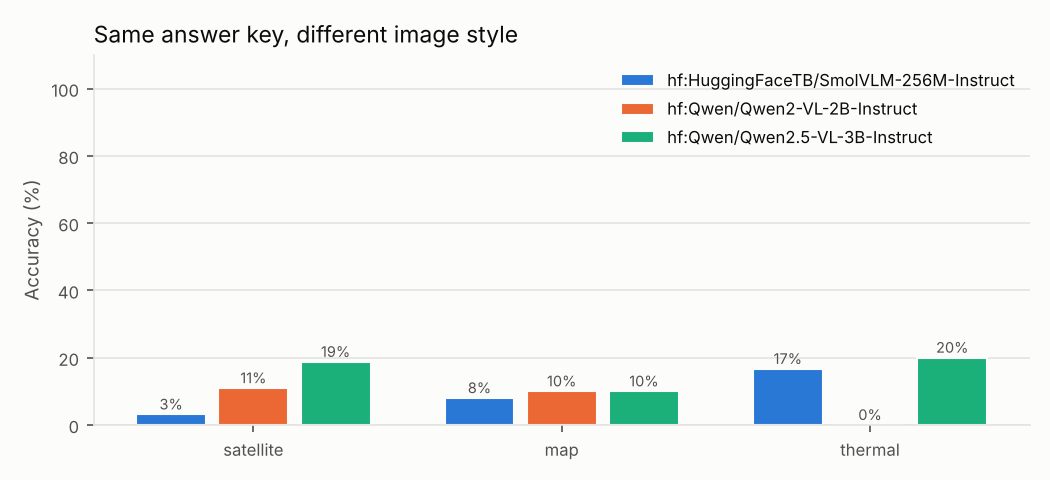 Same answer key, different image style
hf:HuggingFaceTB/SmolVLM-256M-Instruct
hf:Qwen/Qwen2-VL-2B-Instruct
hf:Qwen/Qwen2.5-VL-3B-Instruct
Accuracy (%)
100
80
60
40
20
0
3%
11%
19%
8%
10%
10%
17%
0%
20%
satellite
map
thermal